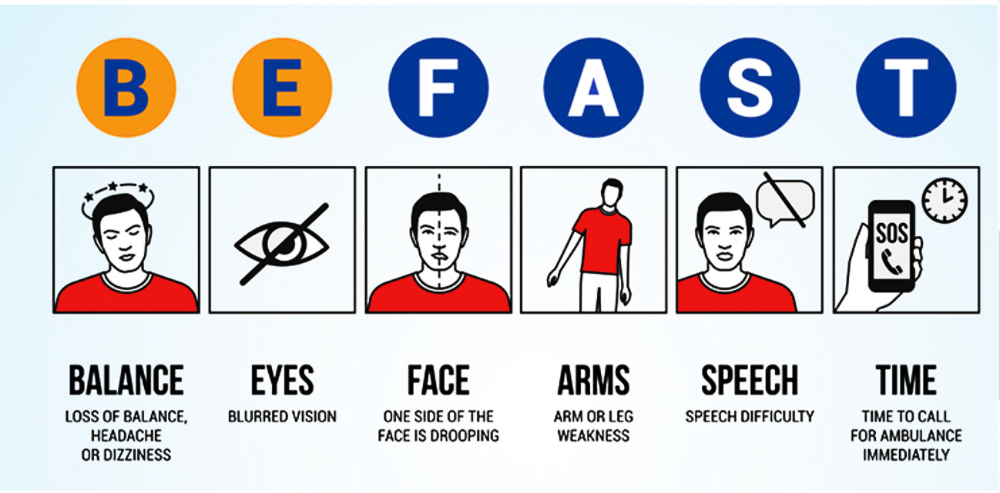 B E F A S T
SOS
BALANCE
LOSS OF BALANCE,
HEADACHE
OR DIZZINESS
EYES
BLURRED VISION
FACE
ONE SIDE OF THE
FACE IS DROOPING
ARMS
ARM OR LEG
WEAKNESS
SPEECH
SPEECH DIFFICULTY
TIME
TIME TO CALL
FOR AMBULANCE
IMMEDIATELY